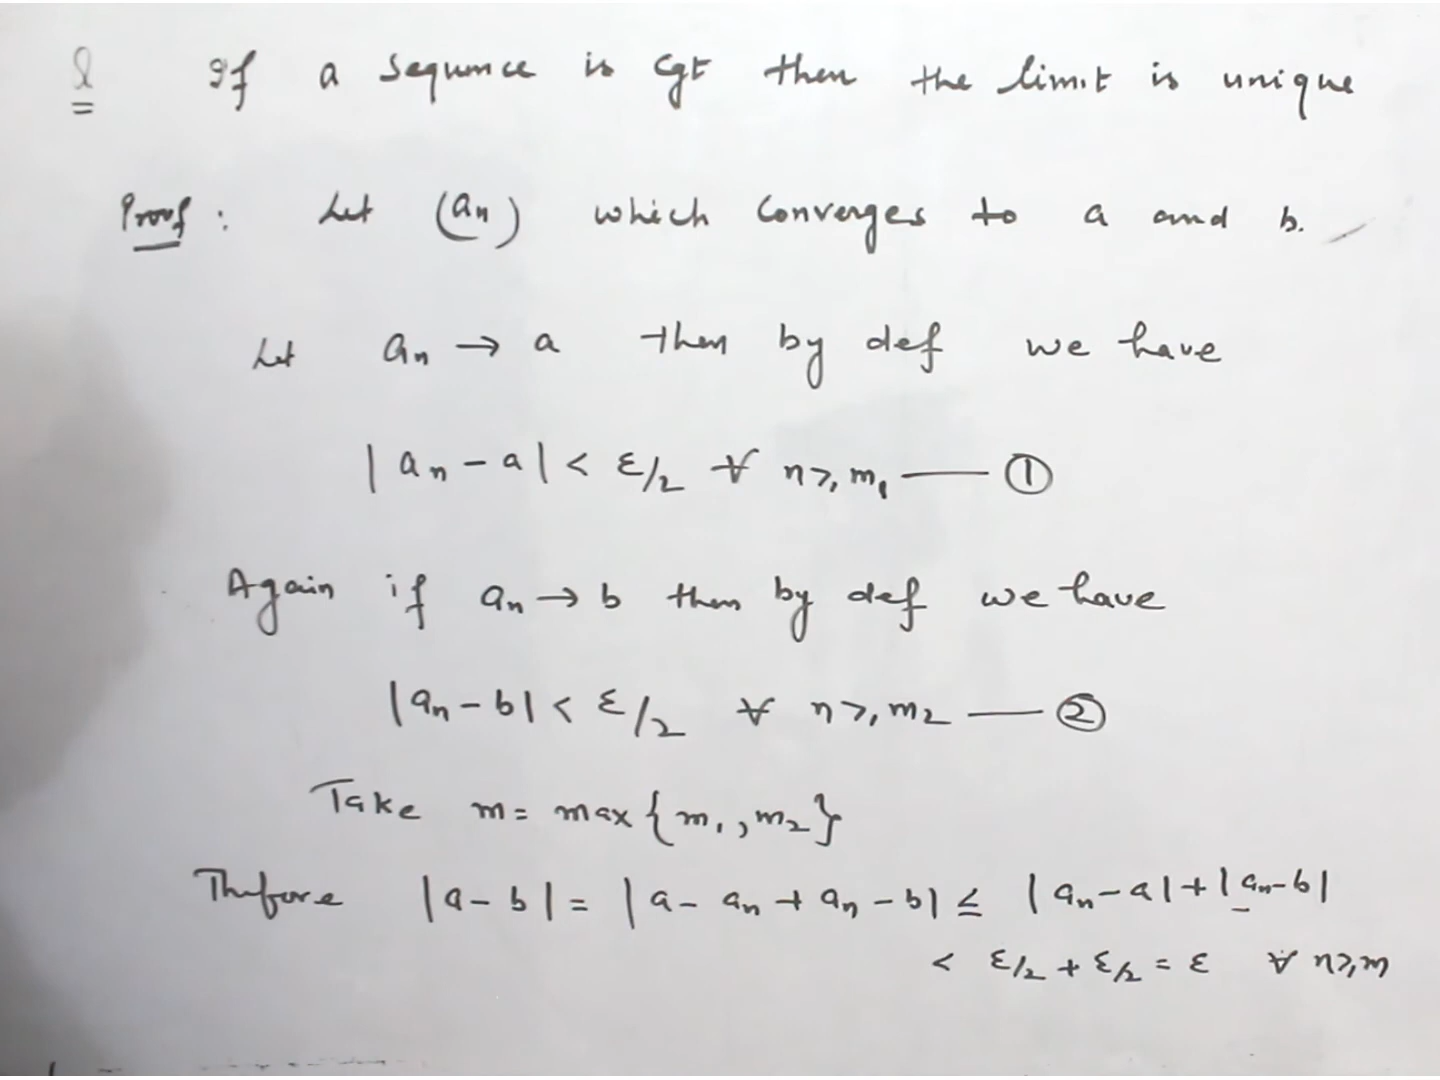 Q If a sequnce is cgt then the limit is unique
Proof : Let (aₙ) which converges to a and b.
Let aₙ → a then by def we have
|aₙ - a| < ε/2 ∀ n ≥ m₁ —— ①
Again if aₙ → b then by def we have
|aₙ - b| < ε/2 ∀ n ≥ m₂ —— ②
Take m = max {m₁, m₂}
Therefore |a - b| = |a - aₙ + aₙ - b| ≤ |aₙ - a| + |aₙ - b|
< ε/2 + ε/2 = ε ∀ n ≥ m